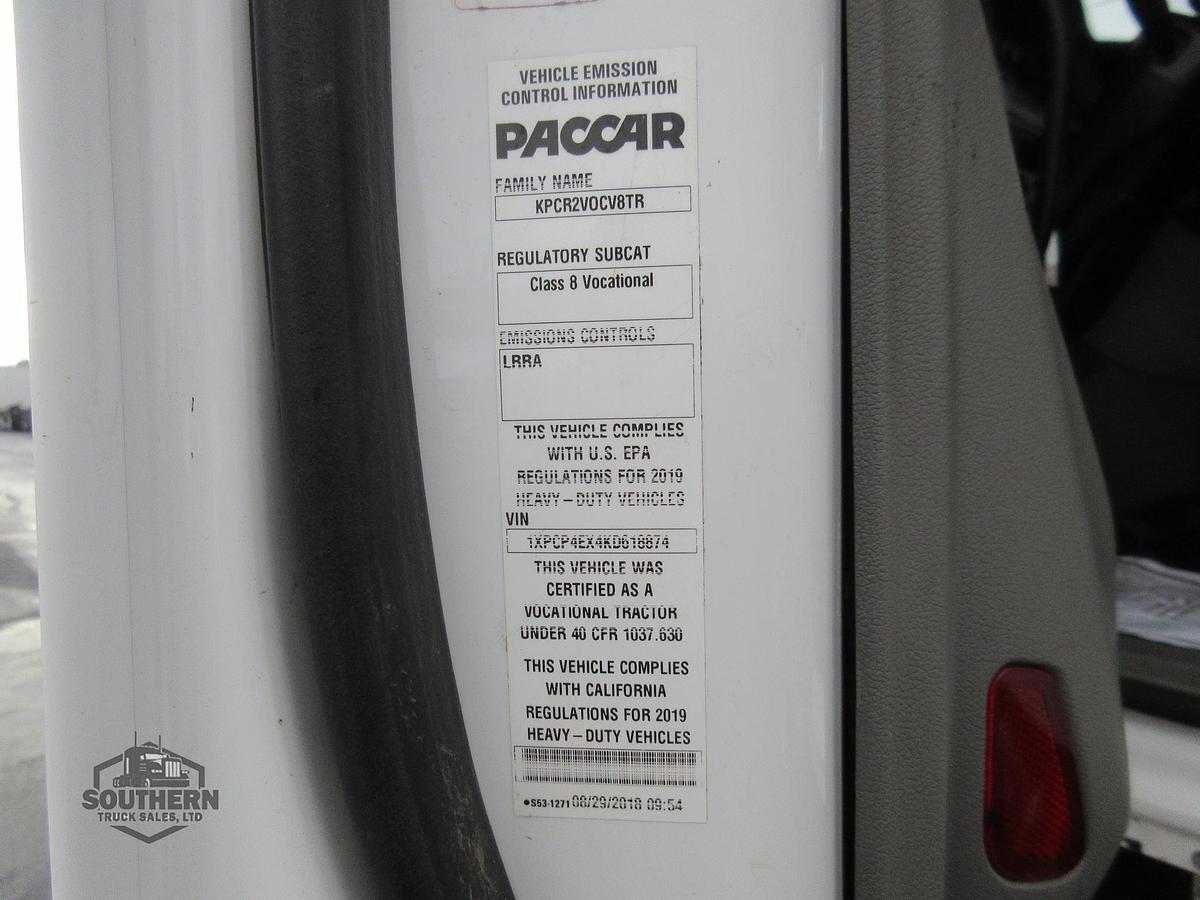 VEHICLE EMISSION
CONTROL INFORMATION
PACCAR
FAMILY NAME
KPCR2VOCV8TR
REGULATORY SUBCAT
Class 8 Vocational
EMISSIONS CONTROLS
LRRA
THIS VEHICLE COMPLIES
WITH U.S. EPA
REGULATIONS FOR 2019
HEAVY-DUTY VEHICLES
VIN
1XPCP4EX4KD618874
THIS VEHICLE WAS
CERTIFIED AS A
VOCATIONAL TRACTOR
UNDER 40 CFR 1037.630
THIS VEHICLE COMPLIES
WITH CALIFORNIA
REGULATIONS FOR 2019
HEAVY-DUTY VEHICLES
S53-1271 08/29/2018 09:54
SOUTHERN
TRUCK SALES, LTD